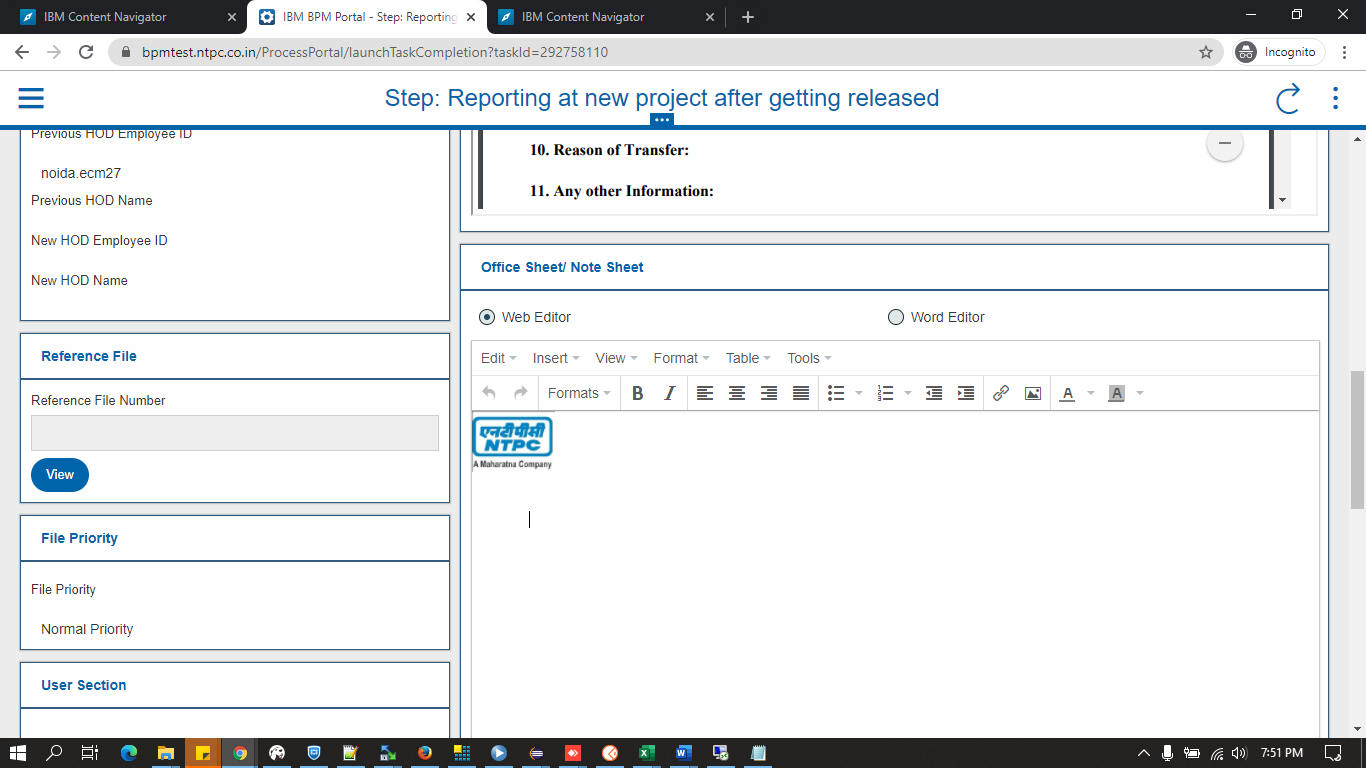 IBM Content Navigator
IBM BPM Portal - Step: Reporting
IBM Content Navigator
bpmtest.ntpc.co.in/ProcessPortal/launchTaskCompletion?taskId=292758110
Incognito
Step: Reporting at new project after getting released
Previous HOD Employee ID
noida.ecm27
Previous HOD Name
New HOD Employee ID
New HOD Name
Reference File
Reference File Number
View
File Priority
File Priority
Normal Priority
User Section
10. Reason of Transfer:
11. Any other Information:
Office Sheet/ Note Sheet
Web Editor
Word Editor
Edit Insert View Format Table Tools
Formats B I A A
एनटीपीसी
NTPC
A Maharatna Company
7:51 PM